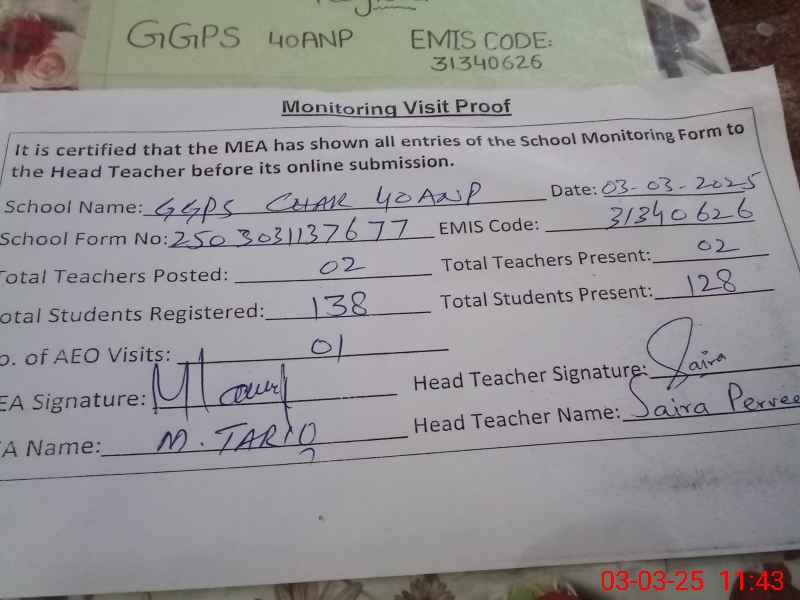 GGPS 40ANP EMIS CODE:
31340626
Monitoring Visit Proof
It is certified that the MEA has shown all entries of the School Monitoring Form to
the Head Teacher before its online submission.
School Name: GGPS CHAK 40ANP Date: 03-03-2025
School Form No: 2503031137677 EMIS Code: 31340626
Total Teachers Posted: 02 Total Teachers Present: 02
otal Students Registered: 138 Total Students Present: 128
o. of AEO Visits: 01
EA Signature: Head Teacher Signature: Saira
A Name: M. TARIQ Head Teacher Name: Saira Pervee
03-03-25 11:43